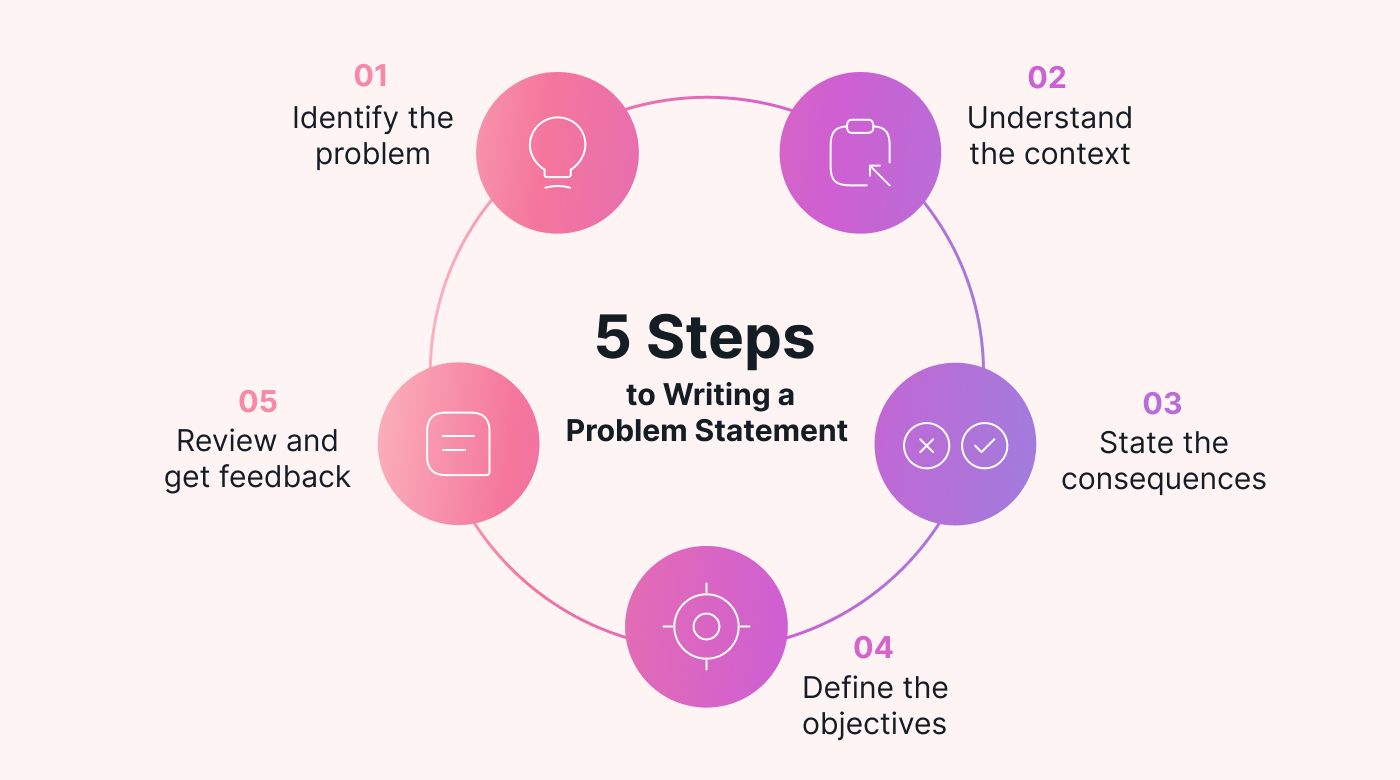 5 Steps
to Writing a
Problem Statement
01
Identify the
problem
02
Understand
the context
03
State the
consequences
04
Define the
objectives
05
Review and
get feedback